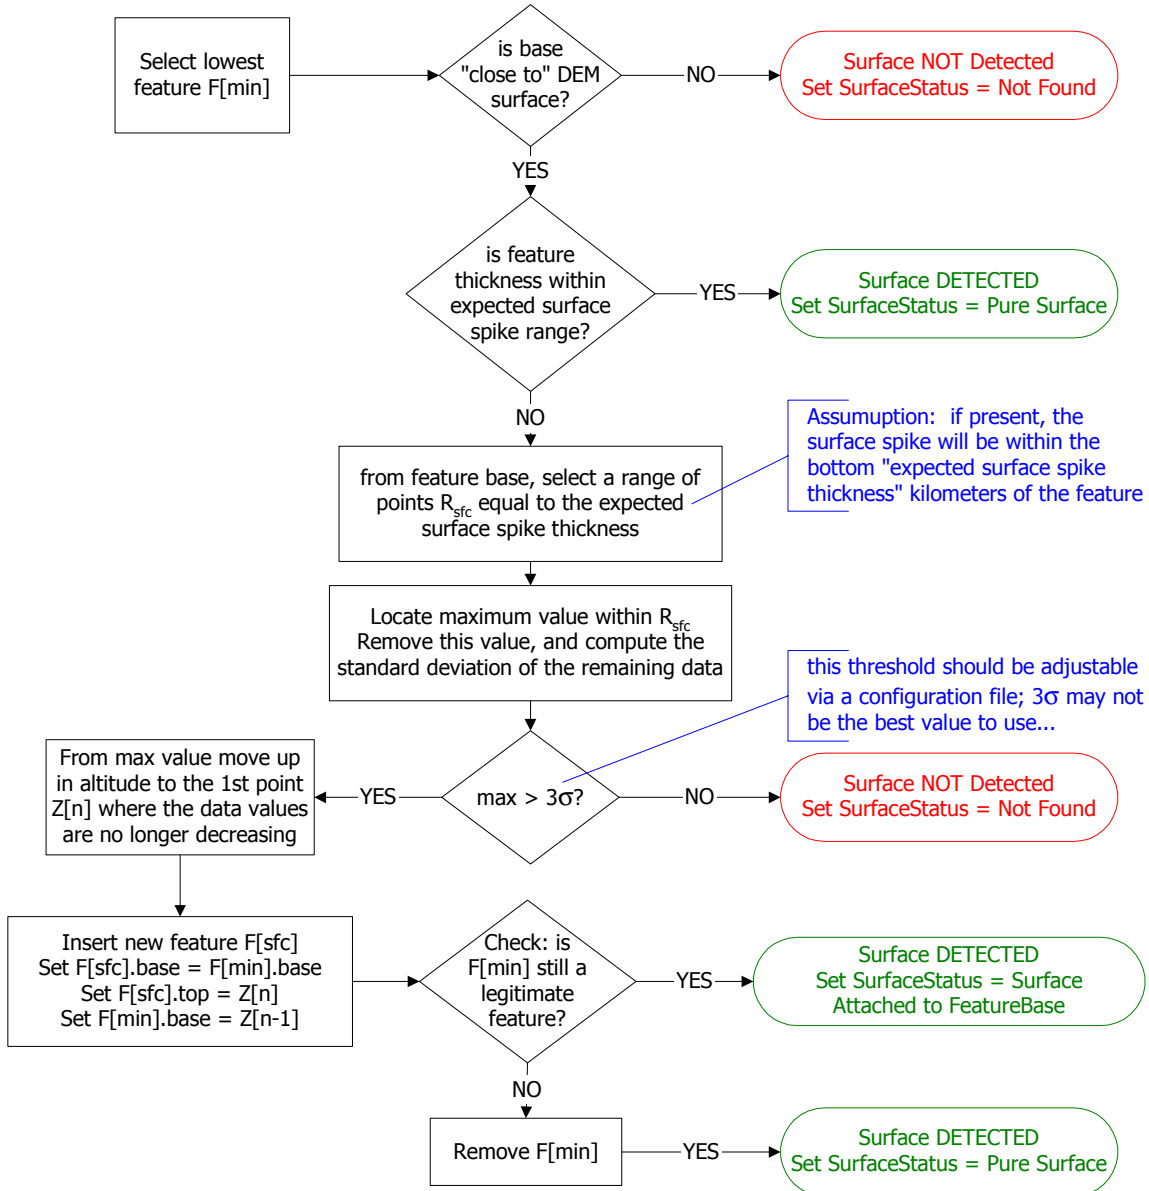 Select lowest
feature F[min]
is base
"close to" DEM
surface?
NO
Surface NOT Detected
Set SurfaceStatus = Not Found
YES
is feature
thickness within
expected surface
spike range?
YES
Surface DETECTED
Set SurfaceStatus = Pure Surface
NO
Assumuption:  if present, the
surface spike will be within the
bottom "expected surface spike
thickness" kilometers of the feature
from feature base, select a range of
points Rsfc equal to the expected
surface spike thickness
Locate maximum value within Rsfc
Remove this value, and compute the
standard deviation of the remaining data
this threshold should be adjustable
via a configuration file; 3σ may not
be the best value to use...
max > 3σ?
NO
Surface NOT Detected
Set SurfaceStatus = Not Found
YES
From max value move up
in altitude to the 1st point
Z[n] where the data values
are no longer decreasing
Insert new feature F[sfc]
Set F[sfc].base = F[min].base
Set F[sfc].top = Z[n]
Set F[min].base = Z[n-1]
Check: is
F[min] still a
legitimate
feature?
YES
Surface DETECTED
Set SurfaceStatus = Surface
Attached to FeatureBase
NO
Remove F[min]
YES
Surface DETECTED
Set SurfaceStatus = Pure Surface